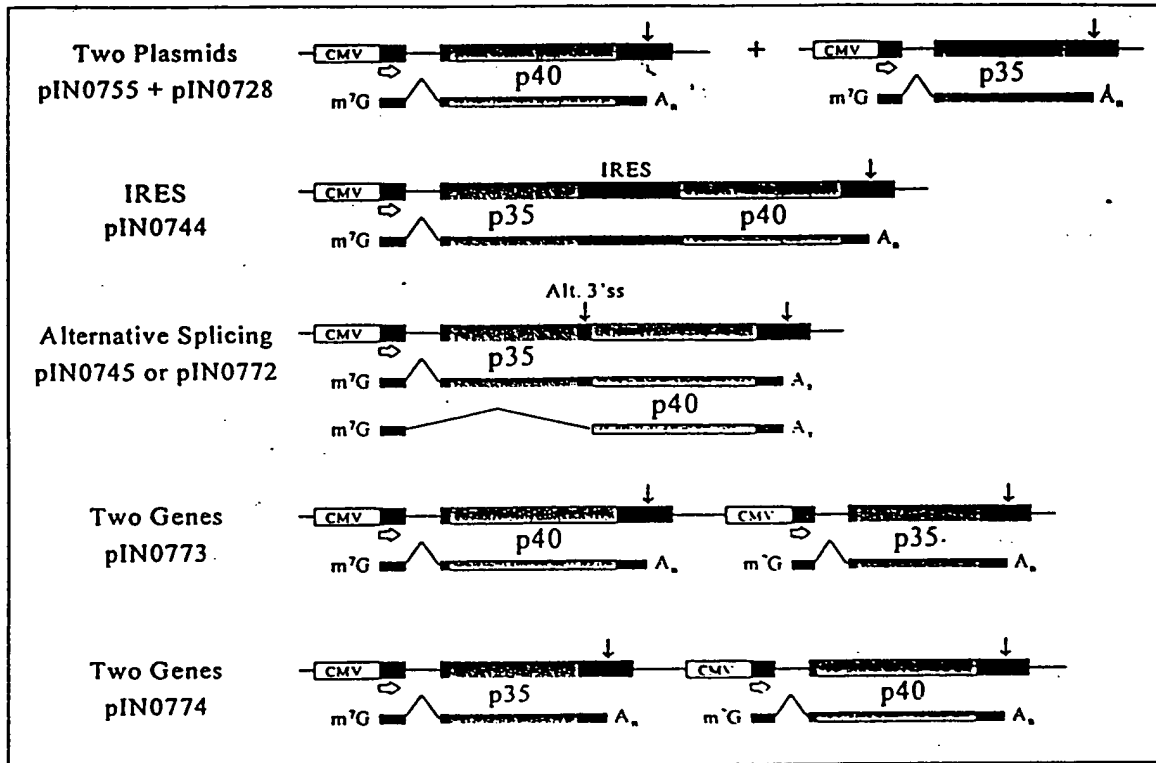 Two Plasmids
pIN0755 + pIN0728
CMV
p40
m⁷G
Aₙ
+
CMV
p35
m⁷G
Aₙ
IRES
pIN0744
CMV
IRES
p35
p40
m⁷G
Aₙ
Alternative Splicing
pIN0745 or pIN0772
Alt. 3'ss
CMV
p35
m⁷G
Aₙ
p40
m⁷G
Aₙ
Two Genes
pIN0773
CMV
p40
m⁷G
Aₙ
CMV
p35
m⁷G
Aₙ
Two Genes
pIN0774
CMV
p35
m⁷G
Aₙ
CMV
p40
m⁷G
Aₙ